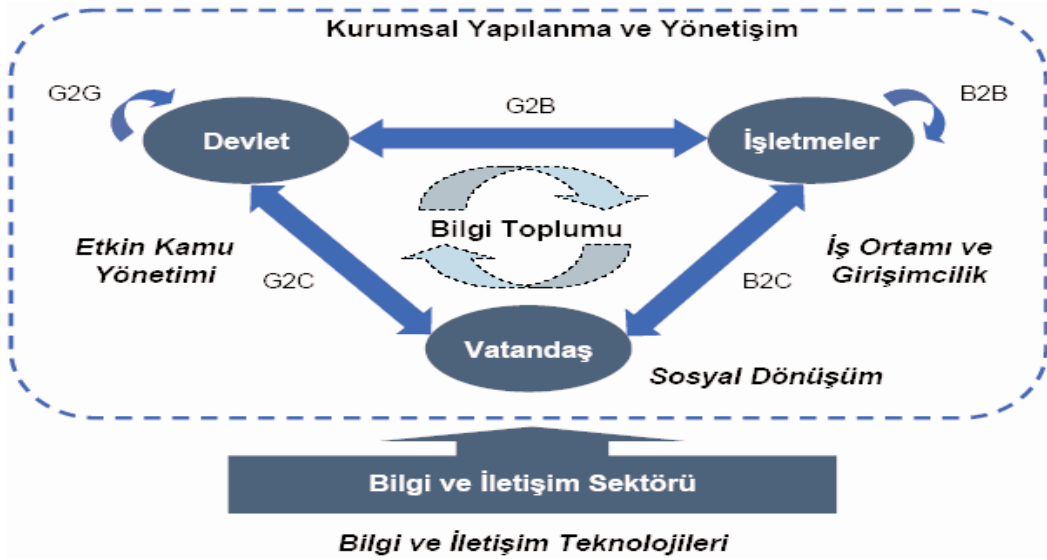 Kurumsal Yapılanma ve Yönetişim
G2G
G2B
B2B
Devlet
İşletmeler
Bilgi Toplumu
Etkin Kamu
Yönetimi
İş Ortamı ve
Girişimcilik
G2C
B2C
Vatandaş
Sosyal Dönüşüm
Bilgi ve İletişim Sektörü
Bilgi ve İletişim Teknolojileri